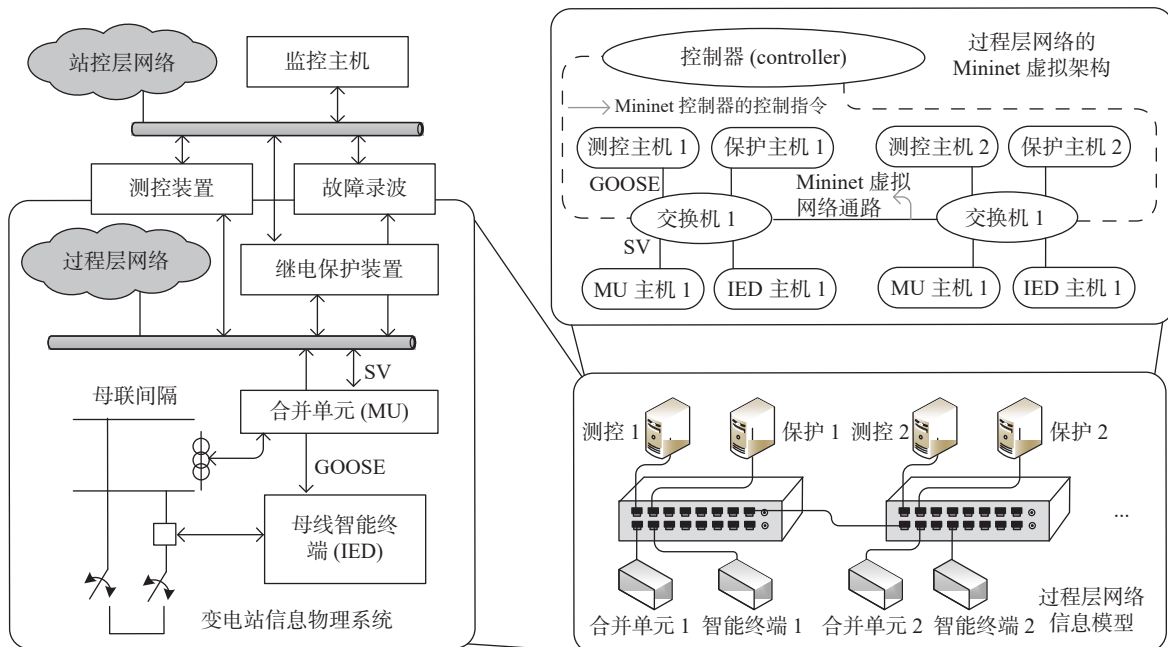 站控层网络
监控主机
测控装置
故障录波
过程层网络
继电保护装置
SV
母联间隔
合并单元 (MU)
GOOSE
母线智能终
端 (IED)
变电站信息物理系统
控制器 (controller)
过程层网络的
Mininet 虚拟架构
Mininet 控制器的控制指令
测控主机 1
保护主机 1
测控主机 2
保护主机 2
GOOSE
Mininet 虚拟
网络通路
交换机 1
交换机 1
SV
MU 主机 1
IED 主机 1
MU 主机 1
IED 主机 1
测控 1
保护 1
测控 2
保护 2
...
合并单元 1
智能终端 1
合并单元 2
智能终端 2
过程层网络
信息模型